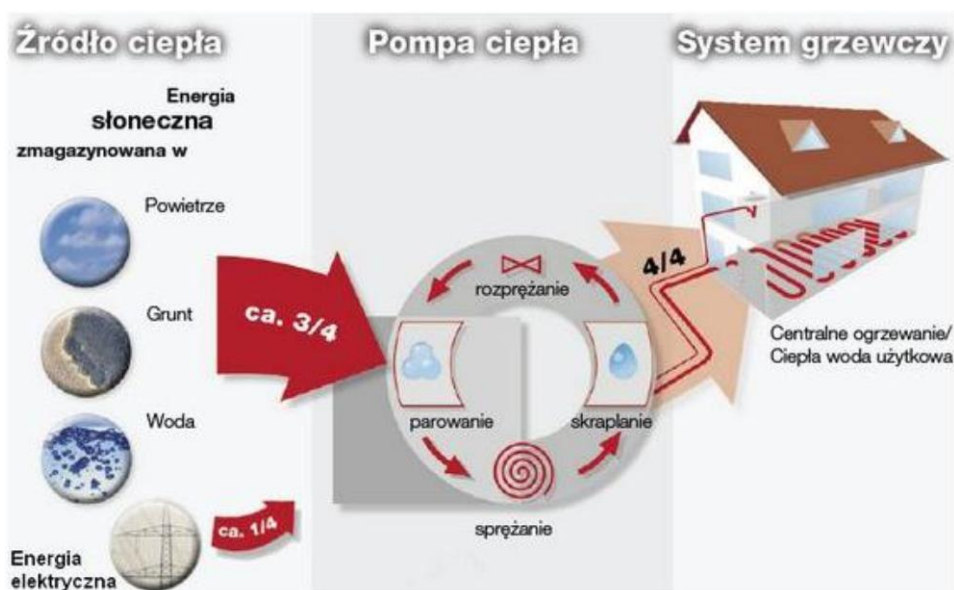 Źródło ciepła
Pompa ciepła
System grzewczy
Energia
słoneczna
zmagazynowana w
Powietrze
Grunt
Woda
Energia
elektryczna
ca. 3/4
ca. 1/4
rozprężanie
parowanie
skraplanie
sprężanie
4/4
Centralne ogrzewanie/
Ciepła woda użytkowa